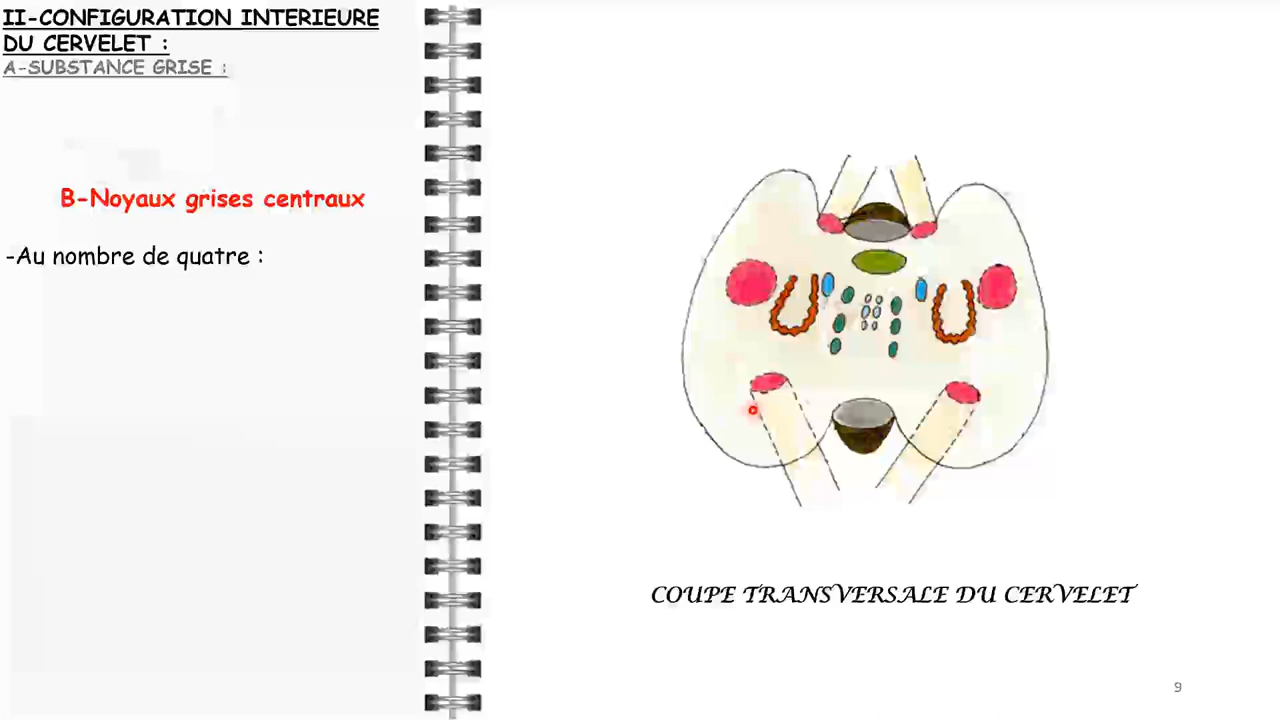 II-CONFIGURATION INTERIEURE
DU CERVELET :
A-SUBSTANCE GRISE :
B-Noyaux grises centraux
-Au nombre de quatre :
COUPE TRANSVERSALE DU CERVELET
9